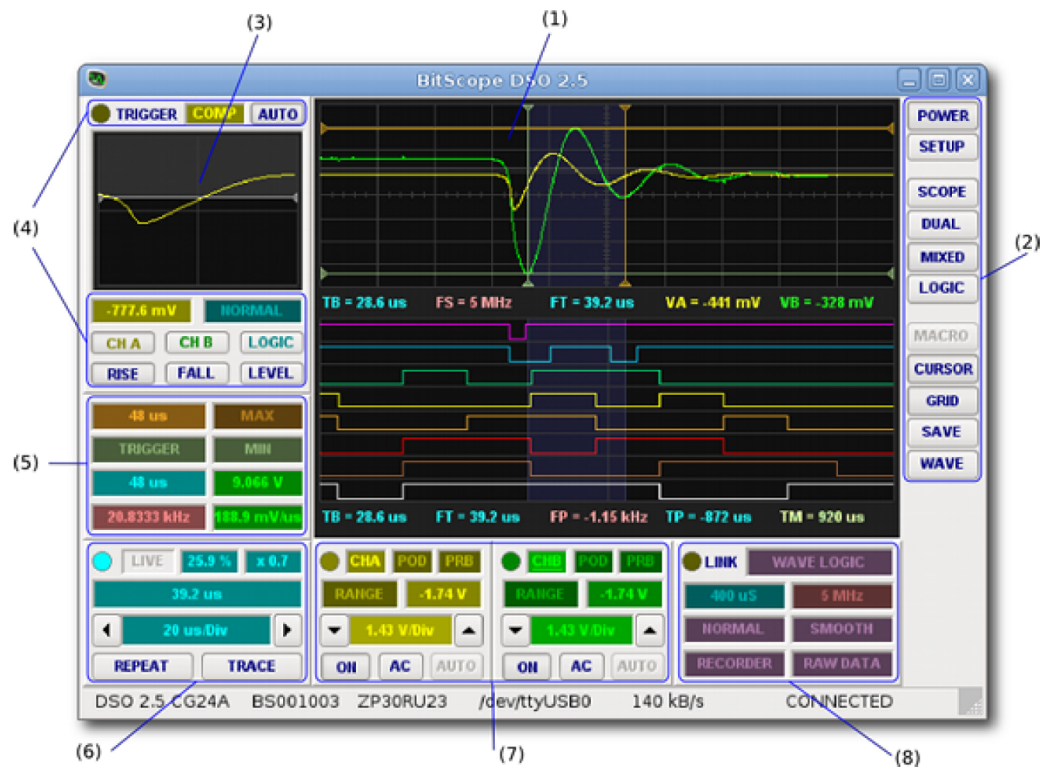 (3)
(1)
BitScope DSO 2.5
TRIGGER COMP AUTO
(4)
-777.6 mV NORMAL
CH A CH B LOGIC
RISE FALL LEVEL
TB = 28.6 us FS = 5 MHz FT = 39.2 us VA = -441 mV VB = -328 mV
POWER
SETUP
SCOPE
DUAL
MIXED
LOGIC
MACRO
CURSOR
GRID
SAVE
WAVE
(2)
(5)
48 us MAX
TRIGGER MIN
48 us 9.066 V
20.8333 kHz 188.9 mV/us
TB = 28.6 us FT = 39.2 us FP = -1.15 kHz TP = -872 us TM = 920 us
LIVE 25.9 % x 0.7
39.2 us
20 us/Div
REPEAT TRACE
CHA POD PRB
RANGE -1.74 V
1.43 V/Div
ON AC AUTO
CHB POD PRB
RANGE -1.74 V
1.43 V/Div
ON AC AUTO
LINK WAVE LOGIC
400 uS 5 MHz
NORMAL SMOOTH
RECORDER RAW DATA
DSO 2.5 CG24A BS001003 ZP30RU23 /dev/ttyUSB0 140 kB/s CONNECTED
(6)
(7)
(8)